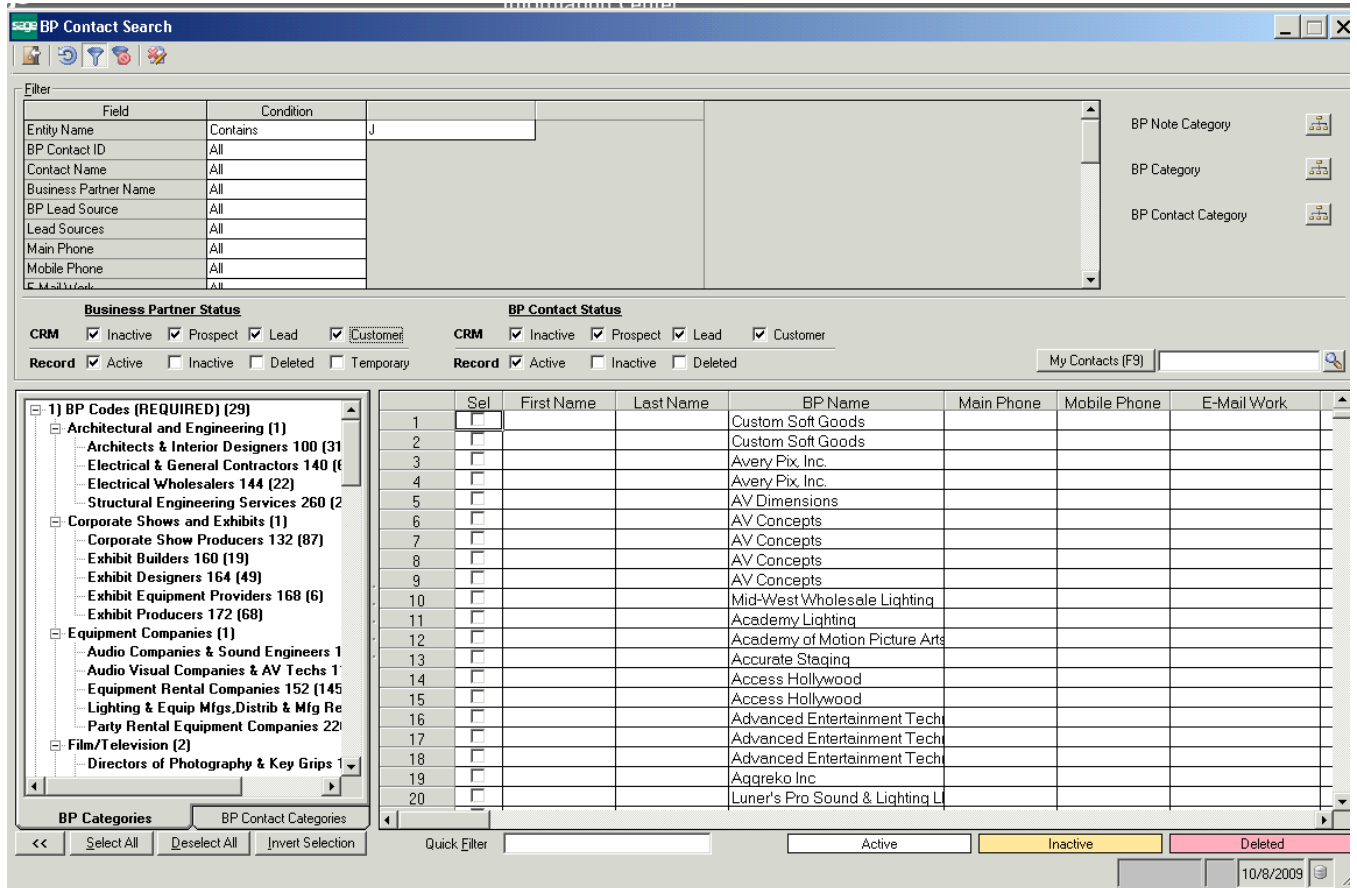 Information Center
sage BP Contact Search
Filter
Field Condition
Entity Name Contains J
BP Contact ID All
Contact Name All
Business Partner Name All
BP Lead Source All
Lead Sources All
Main Phone All
Mobile Phone All
E-Mail Work All
BP Note Category
BP Category
BP Contact Category
Business Partner Status
CRM Inactive Prospect Lead Customer
Record Active Inactive Deleted Temporary
BP Contact Status
CRM Inactive Prospect Lead Customer
Record Active Inactive Deleted
My Contacts (F9)
1) BP Codes (REQUIRED) (29)
Architectural and Engineering (1)
Architects & Interior Designers 100 (31
Electrical & General Contractors 140 (
Electrical Wholesalers 144 (22)
Structural Engineering Services 260 (2
Corporate Shows and Exhibits (1)
Corporate Show Producers 132 (87)
Exhibit Builders 160 (19)
Exhibit Designers 164 (49)
Exhibit Equipment Providers 168 (6)
Exhibit Producers 172 (68)
Equipment Companies (1)
Audio Companies & Sound Engineers 1
Audio Visual Companies & AV Techs 1
Equipment Rental Companies 152 (145
Lighting & Equip Mfgs,Distrib & Mfg Re
Party Rental Equipment Companies 22
Film/Television (2)
Directors of Photography & Key Grips 1
BP Categories BP Contact Categories
<< Select All Deselect All Invert Selection
Sel First Name Last Name BP Name Main Phone Mobile Phone E-Mail Work
1 Custom Soft Goods
2 Custom Soft Goods
3 Avery Pix, Inc.
4 Avery Pix, Inc.
5 AV Dimensions
6 AV Concepts
7 AV Concepts
8 AV Concepts
9 AV Concepts
10 Mid-West Wholesale Lighting
11 Academy Lighting
12 Academy of Motion Picture Arts
13 Accurate Staging
14 Access Hollywood
15 Access Hollywood
16 Advanced Entertainment Tech
17 Advanced Entertainment Tech
18 Advanced Entertainment Tech
19 Aggreko Inc
20 Luner's Pro Sound & Lighting L
Quick Filter Active Inactive Deleted
10/8/2009